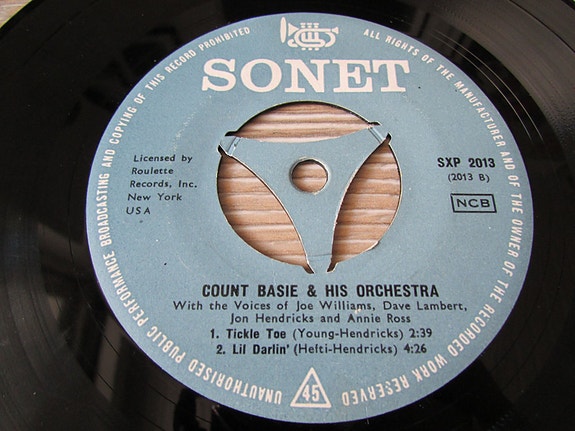 UNAUTHORISED PUBLIC PERFORMANCE BROADCASTING AND COPYING OF THIS RECORD PROHIBITED
ALL RIGHTS OF THE MANUFACTURER AND OF THE OWNER OF THE RECORDED WORK RESERVED
SONET
Licensed by
Roulette
Records, Inc.
New York
USA
SXP 2013
(2013 B)
NCB
COUNT BASIE & HIS ORCHESTRA
With the Voices of Joe Williams, Dave Lambert,
Jon Hendricks and Annie Ross
1. Tickle Toe (Young-Hendricks) 2:39
2. Lil Darlin' (Hefti-Hendricks) 4:26
45